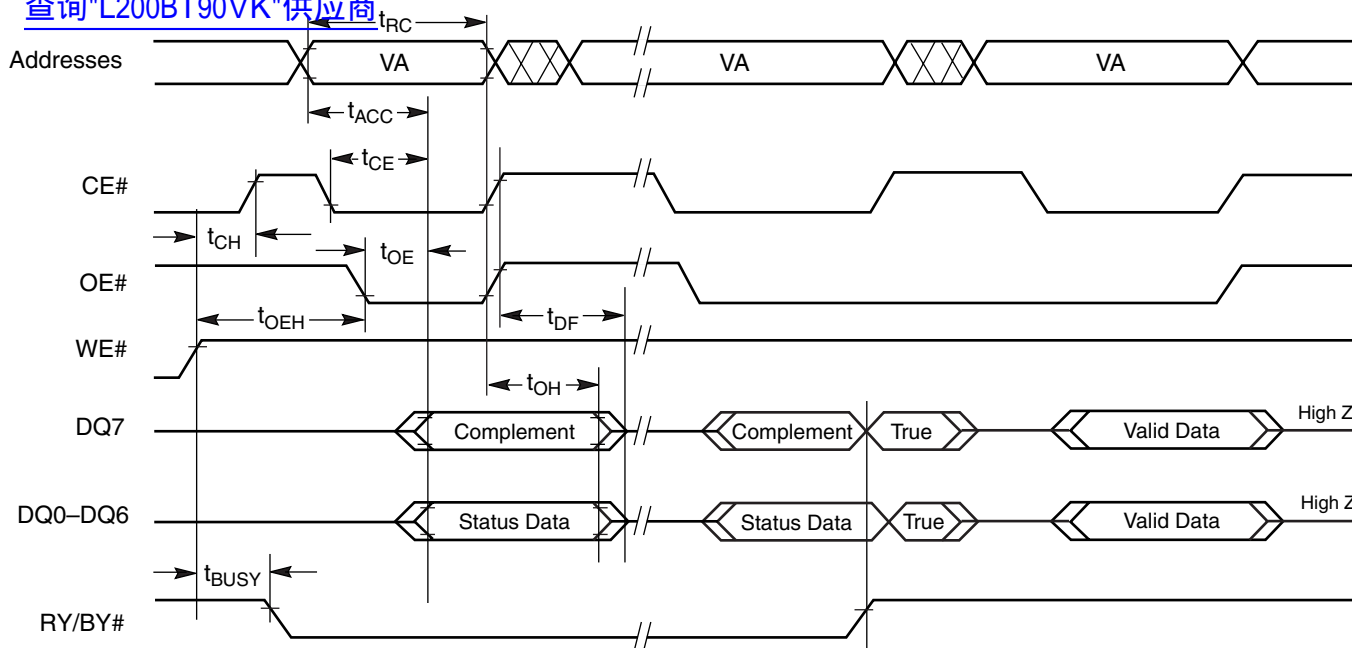 查询"L200BT90VK"供应商
tRC
Addresses VA VA VA
tACC
tCE
CE#
tCH
tOE
OE#
tOEH
tDF
WE#
tOH
DQ7 Complement Complement True Valid Data High Z
DQ0–DQ6 Status Data Status Data True Valid Data High Z
tBUSY
RY/BY#